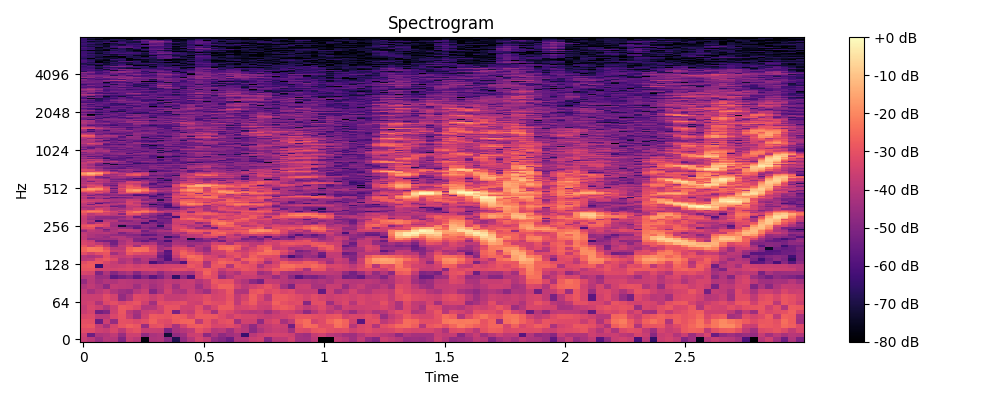 Spectrogram
Hz
4096
2048
1024
512
256
128
64
0
0
0.5
1
1.5
2
2.5
Time
+0 dB
-10 dB
-20 dB
-30 dB
-40 dB
-50 dB
-60 dB
-70 dB
-80 dB